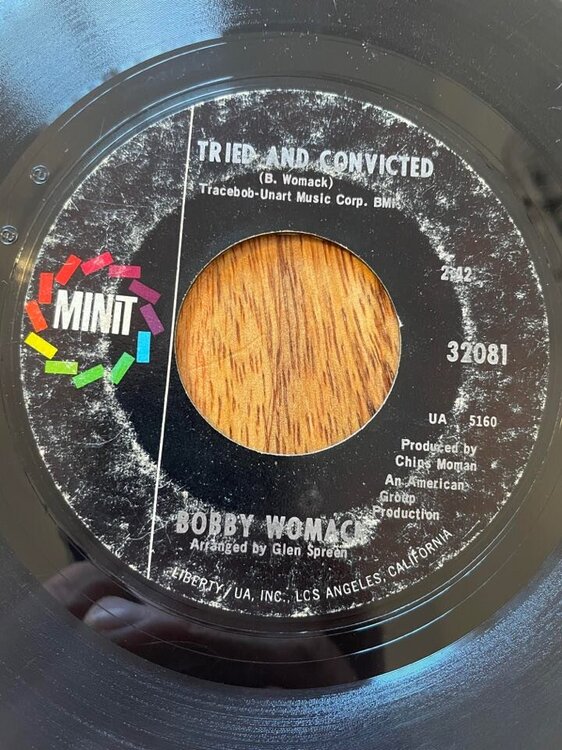 TRIED AND CONVICTED
(B. Womack)
Tracebob-Unart Music Corp. BMI
2:42
MINIT
32081
UA 5160
Produced by
Chips Moman
An American
Group
Production
BOBBY WOMACK
Arranged by Glen Spreen
LIBERTY/UA, INC., LOS ANGELES, CALIFORNIA